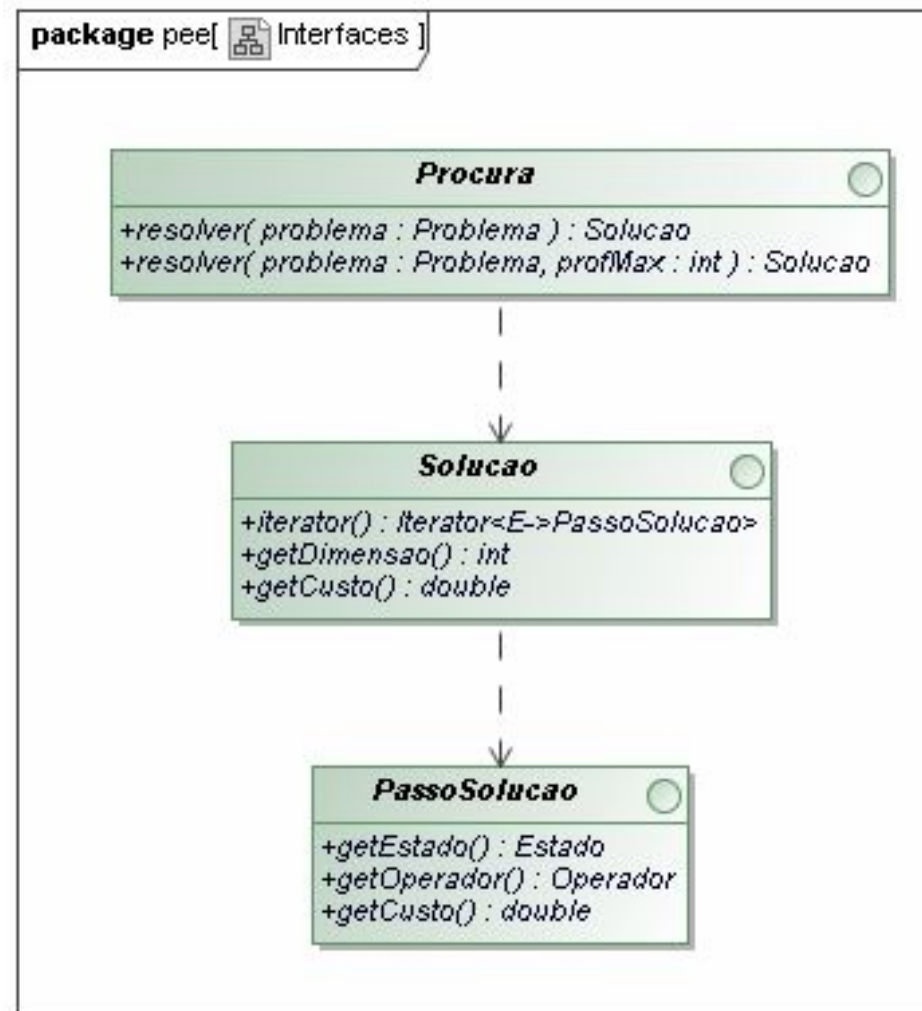 package pee[ Interfaces ]
Procura
+resolver( problema : Problema ) : Solucao
+resolver( problema : Problema, profMax : int ) : Solucao
Solucao
+iterator() : Iterator<E->PassoSolucao>
+getDimensao() : int
+getCusto() : double
PassoSolucao
+getEstado() : Estado
+getOperador() : Operador
+getCusto() : double